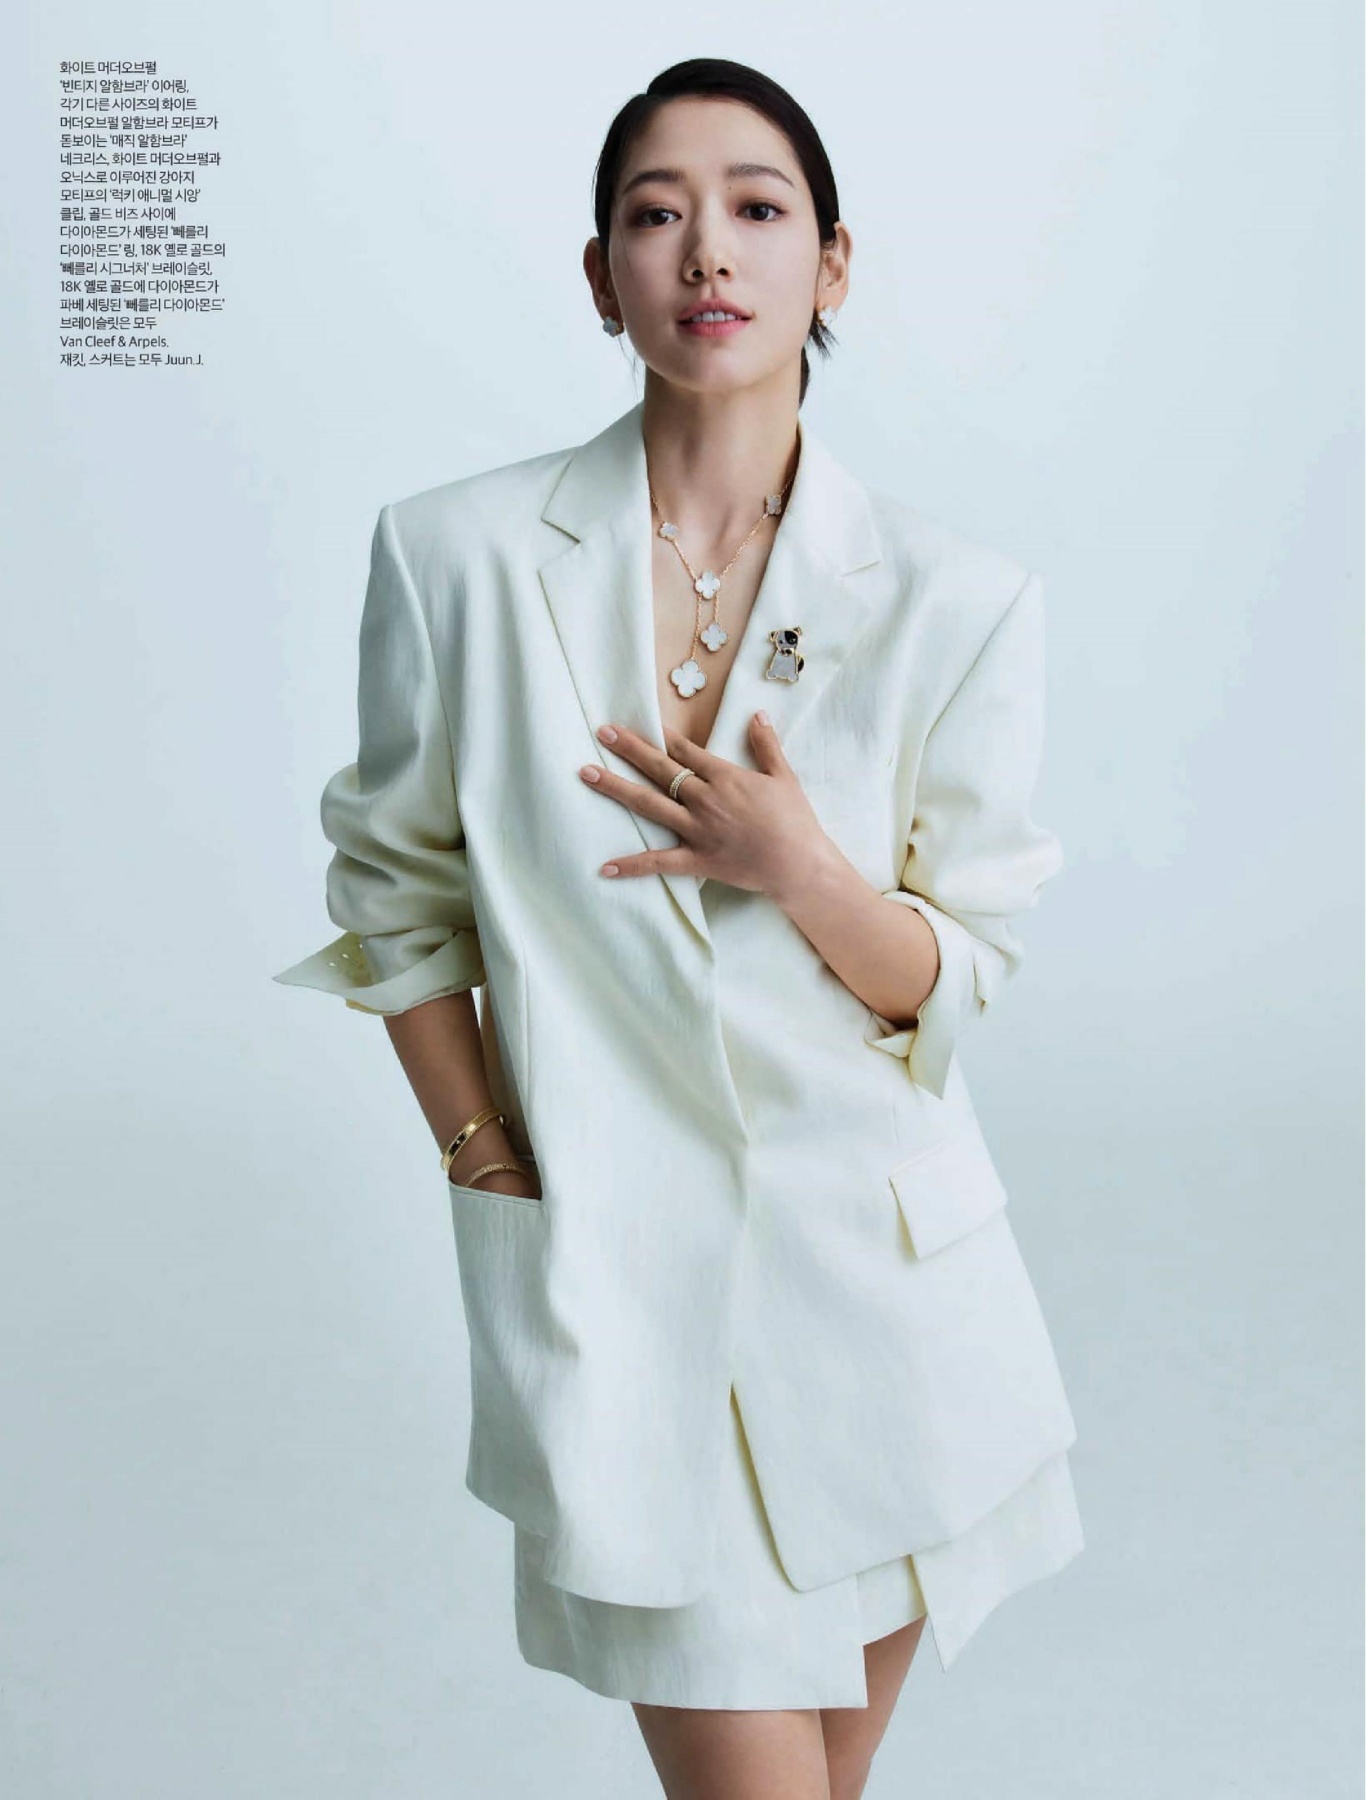 화이트 머더오브펄
‘빈티지 알함브라’ 이어링,
각기 다른 사이즈의 화이트
머더오브펄 알함브라 모티프가
돋보이는 ‘매직 알함브라’
네크리스, 화이트 머더오브펄과
오닉스로 이루어진 강아지
모티프의 ‘럭키 애니멀 시앙’
클립, 골드 비즈 사이에
다이아몬드가 세팅된 ‘뻬를리
다이아몬드’ 링, 18K 옐로 골드의
‘뻬를리 시그너처’ 브레이슬릿,
18K 옐로 골드에 다이아몬드가
파베 세팅된 ‘뻬를리 다이아몬드’
브레이슬릿은 모두
Van Cleef & Arpels.
재킷, 스커트는 모두 Juun.J.